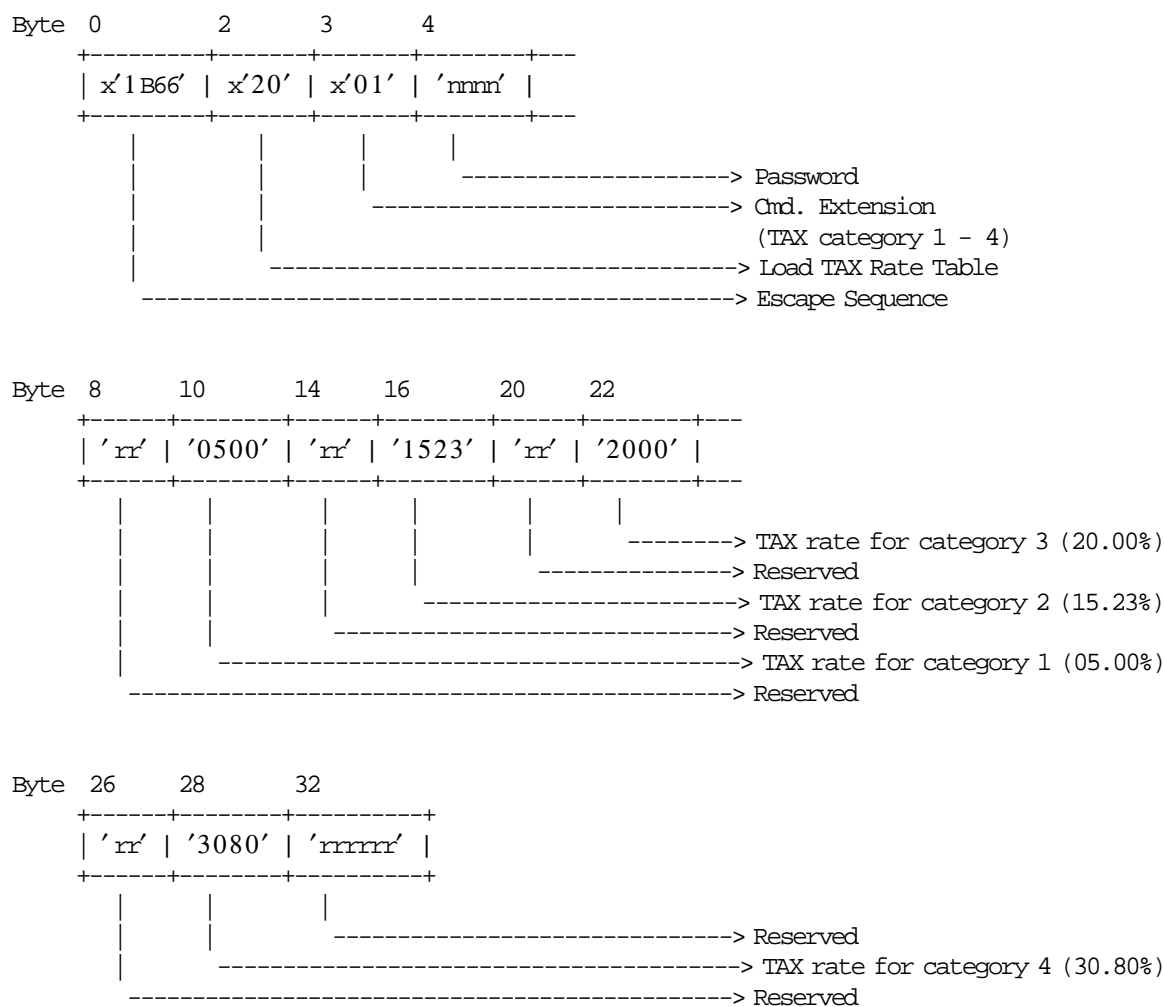 Byte 0 2 3 4
+---------+-------+-------+--------+---
| x'1B66' | x'20' | x'01' | 'nnnn' |
+---------+-------+-------+--------+---
| | | |
| | | ---------------------> Password
| | ----------------------------> Cmd. Extension
| | (TAX category 1 - 4)
| ------------------------------------> Load TAX Rate Table
----------------------------------------------> Escape Sequence
Byte 8 10 14 16 20 22
+------+--------+------+--------+------+--------+---
| 'rr' | '0500' | 'rr' | '1523' | 'rr' | '2000' |
+------+--------+------+--------+------+--------+---
| | | | | |
| | | | | --------> TAX rate for category 3 (20.00%)
| | | | ---------------> Reserved
| | | ------------------------> TAX rate for category 2 (15.23%)
| | -------------------------------> Reserved
| ----------------------------------------> TAX rate for category 1 (05.00%)
-----------------------------------------------> Reserved
Byte 26 28 32
+------+--------+----------+
| 'rr' | '3080' | 'rrrrrr' |
+------+--------+----------+
| | |
| | -------------------------------> Reserved
| ----------------------------------------> TAX rate for category 4 (30.80%)
-----------------------------------------------> Reserved